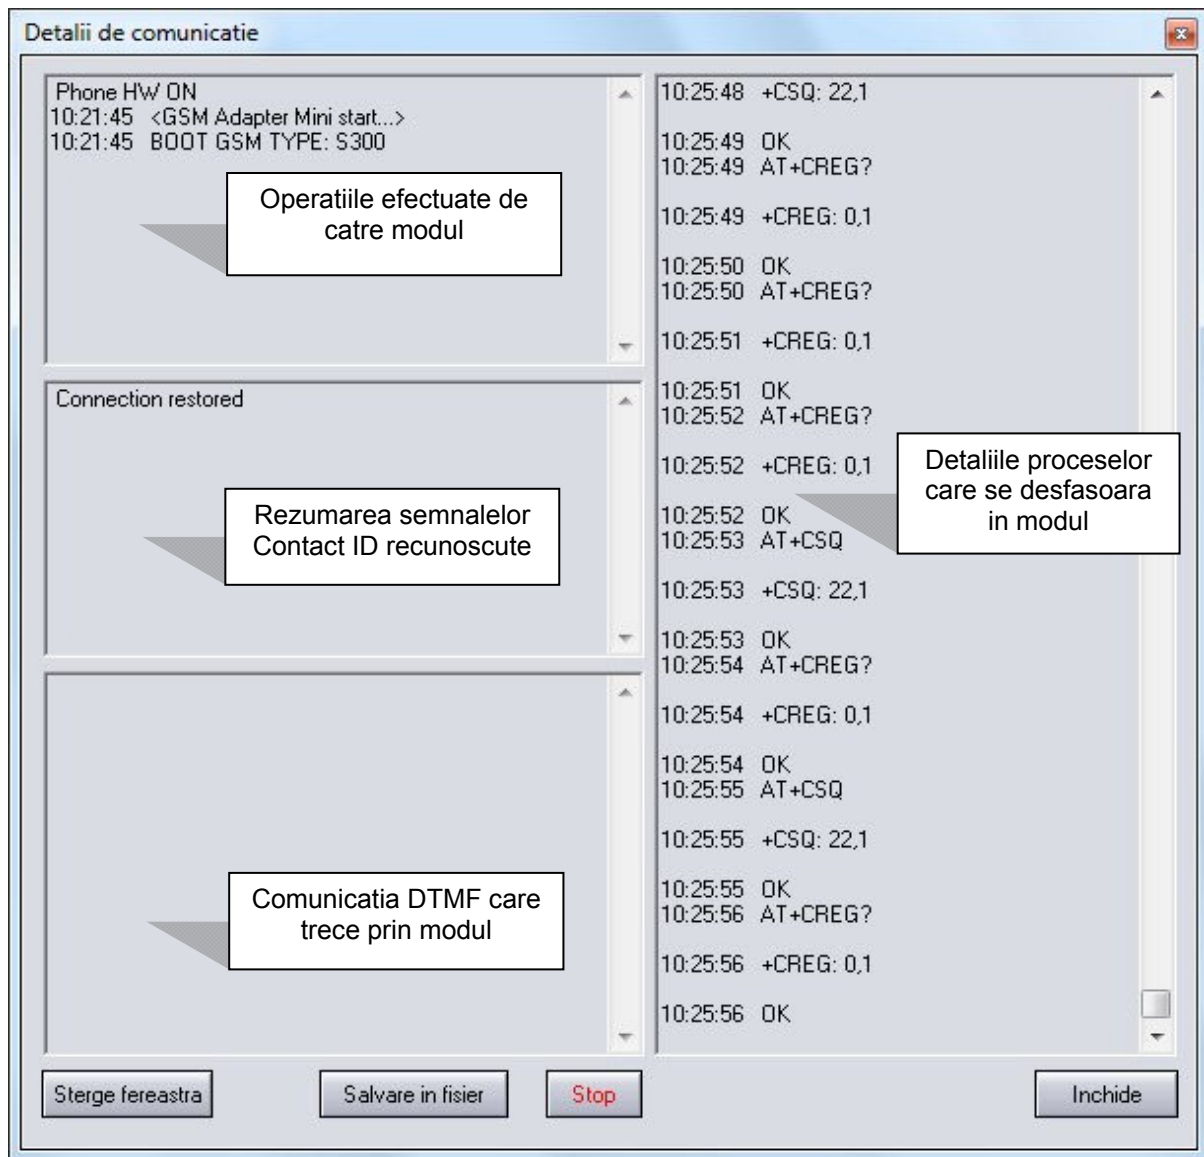 Detalii de comunicatie
Phone HW ON
10:21:45 <GSM Adapter Mini start...>
10:21:45 BOOT GSM TYPE: S300
Operatiile efectuate de
catre modul
Connection restored
Rezumarea semnalelor
Contact ID recunoscute
Comunicatia DTMF care
trece prin modul
10:25:48 +CSQ: 22,1
10:25:49 OK
10:25:49 AT+CREG?
10:25:49 +CREG: 0,1
10:25:50 OK
10:25:50 AT+CREG?
10:25:51 +CREG: 0,1
10:25:51 OK
10:25:52 AT+CREG?
10:25:52 +CREG: 0,1
10:25:52 OK
10:25:53 AT+CSQ
10:25:53 +CSQ: 22,1
10:25:53 OK
10:25:54 AT+CREG?
10:25:54 +CREG: 0,1
10:25:54 OK
10:25:55 AT+CSQ
10:25:55 +CSQ: 22,1
10:25:55 OK
10:25:56 AT+CREG?
10:25:56 +CREG: 0,1
10:25:56 OK
Detaliile proceselor
care se desfasoara
in modul
Sterge fereastra
Salvare in fisier
Stop
Inchide